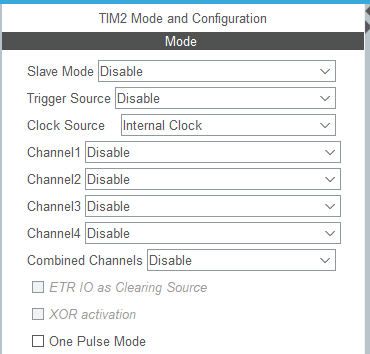 TIM2 Mode and Configuration
Mode
Slave Mode Disable
Trigger Source Disable
Clock Source Internal Clock
Channel1 Disable
Channel2 Disable
Channel3 Disable
Channel4 Disable
Combined Channels Disable
ETR IO as Clearing Source
XOR activation
One Pulse Mode